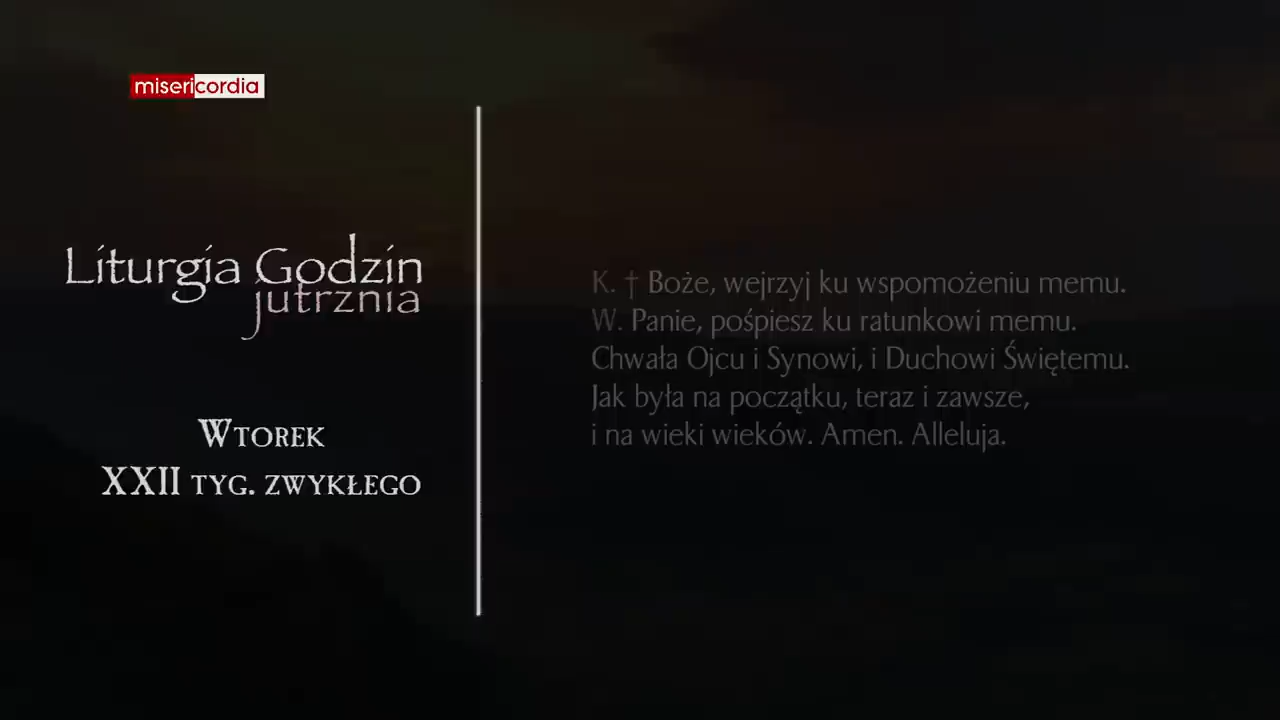 misericordia
Liturgia Godzin
jutrznia
Wtorek
XXII tyg. zwykłego
K. † Boże, wejrzyj ku wspomożeniu memu.
W. Panie, pośpiesz ku ratunkowi memu.
Chwała Ojcu i Synowi, i Duchowi Świętemu.
Jak była na początku, teraz i zawsze,
i na wieki wieków. Amen. Alleluja.